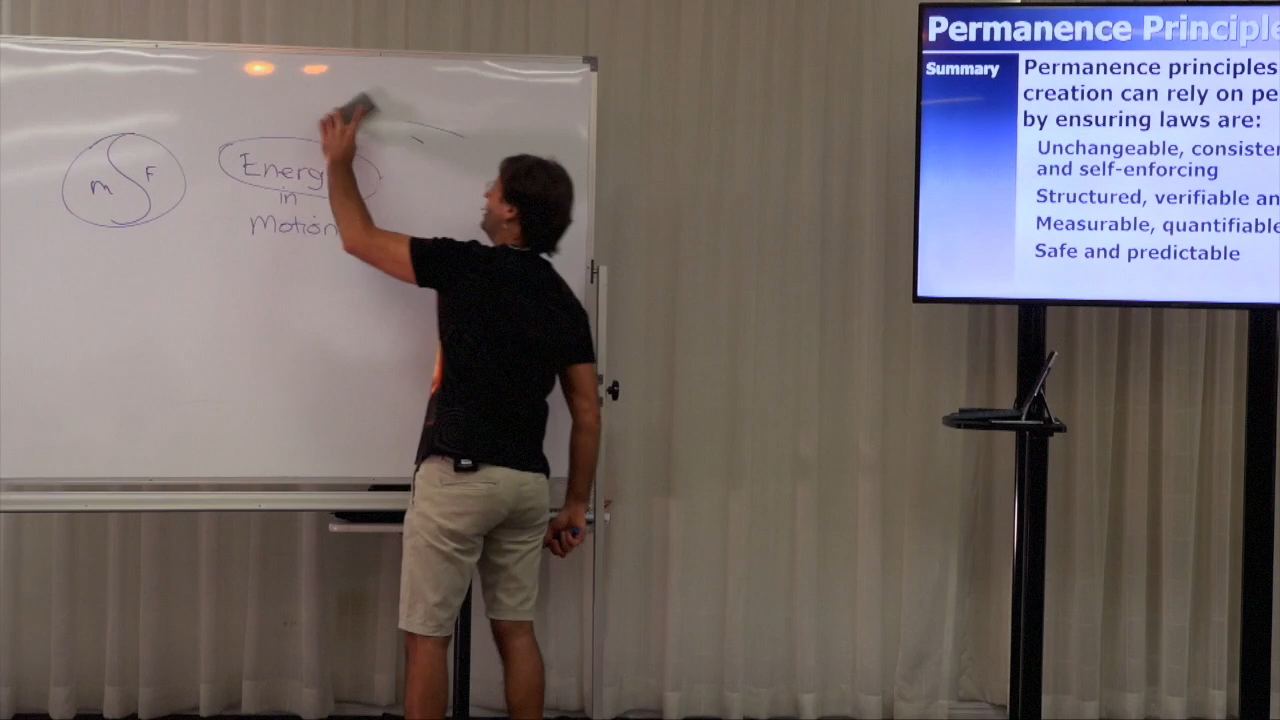 m F
Energ
in
Motion
Permanence Principle
Summary
Permanence principles
creation can rely on pe
by ensuring laws are:
Unchangeable, consister
and self-enforcing
Structured, verifiable an
Measurable, quantifiable
Safe and predictable